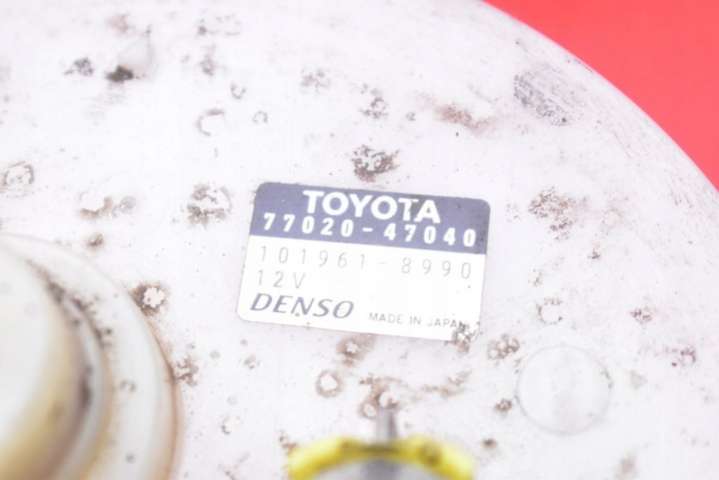 TOYOTA
77020-47040
101961-8990
12V
DENSO MADE IN JAPAN